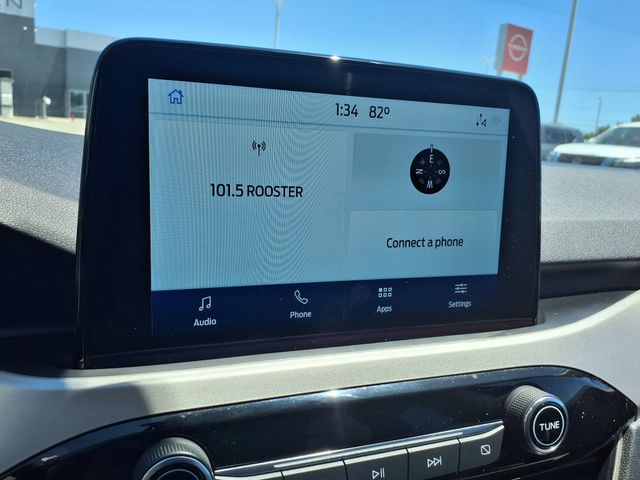 1:34 82°
101.5 ROOSTER
E
N S
W
Connect a phone
Audio
Phone
Apps
Settings
TUNE